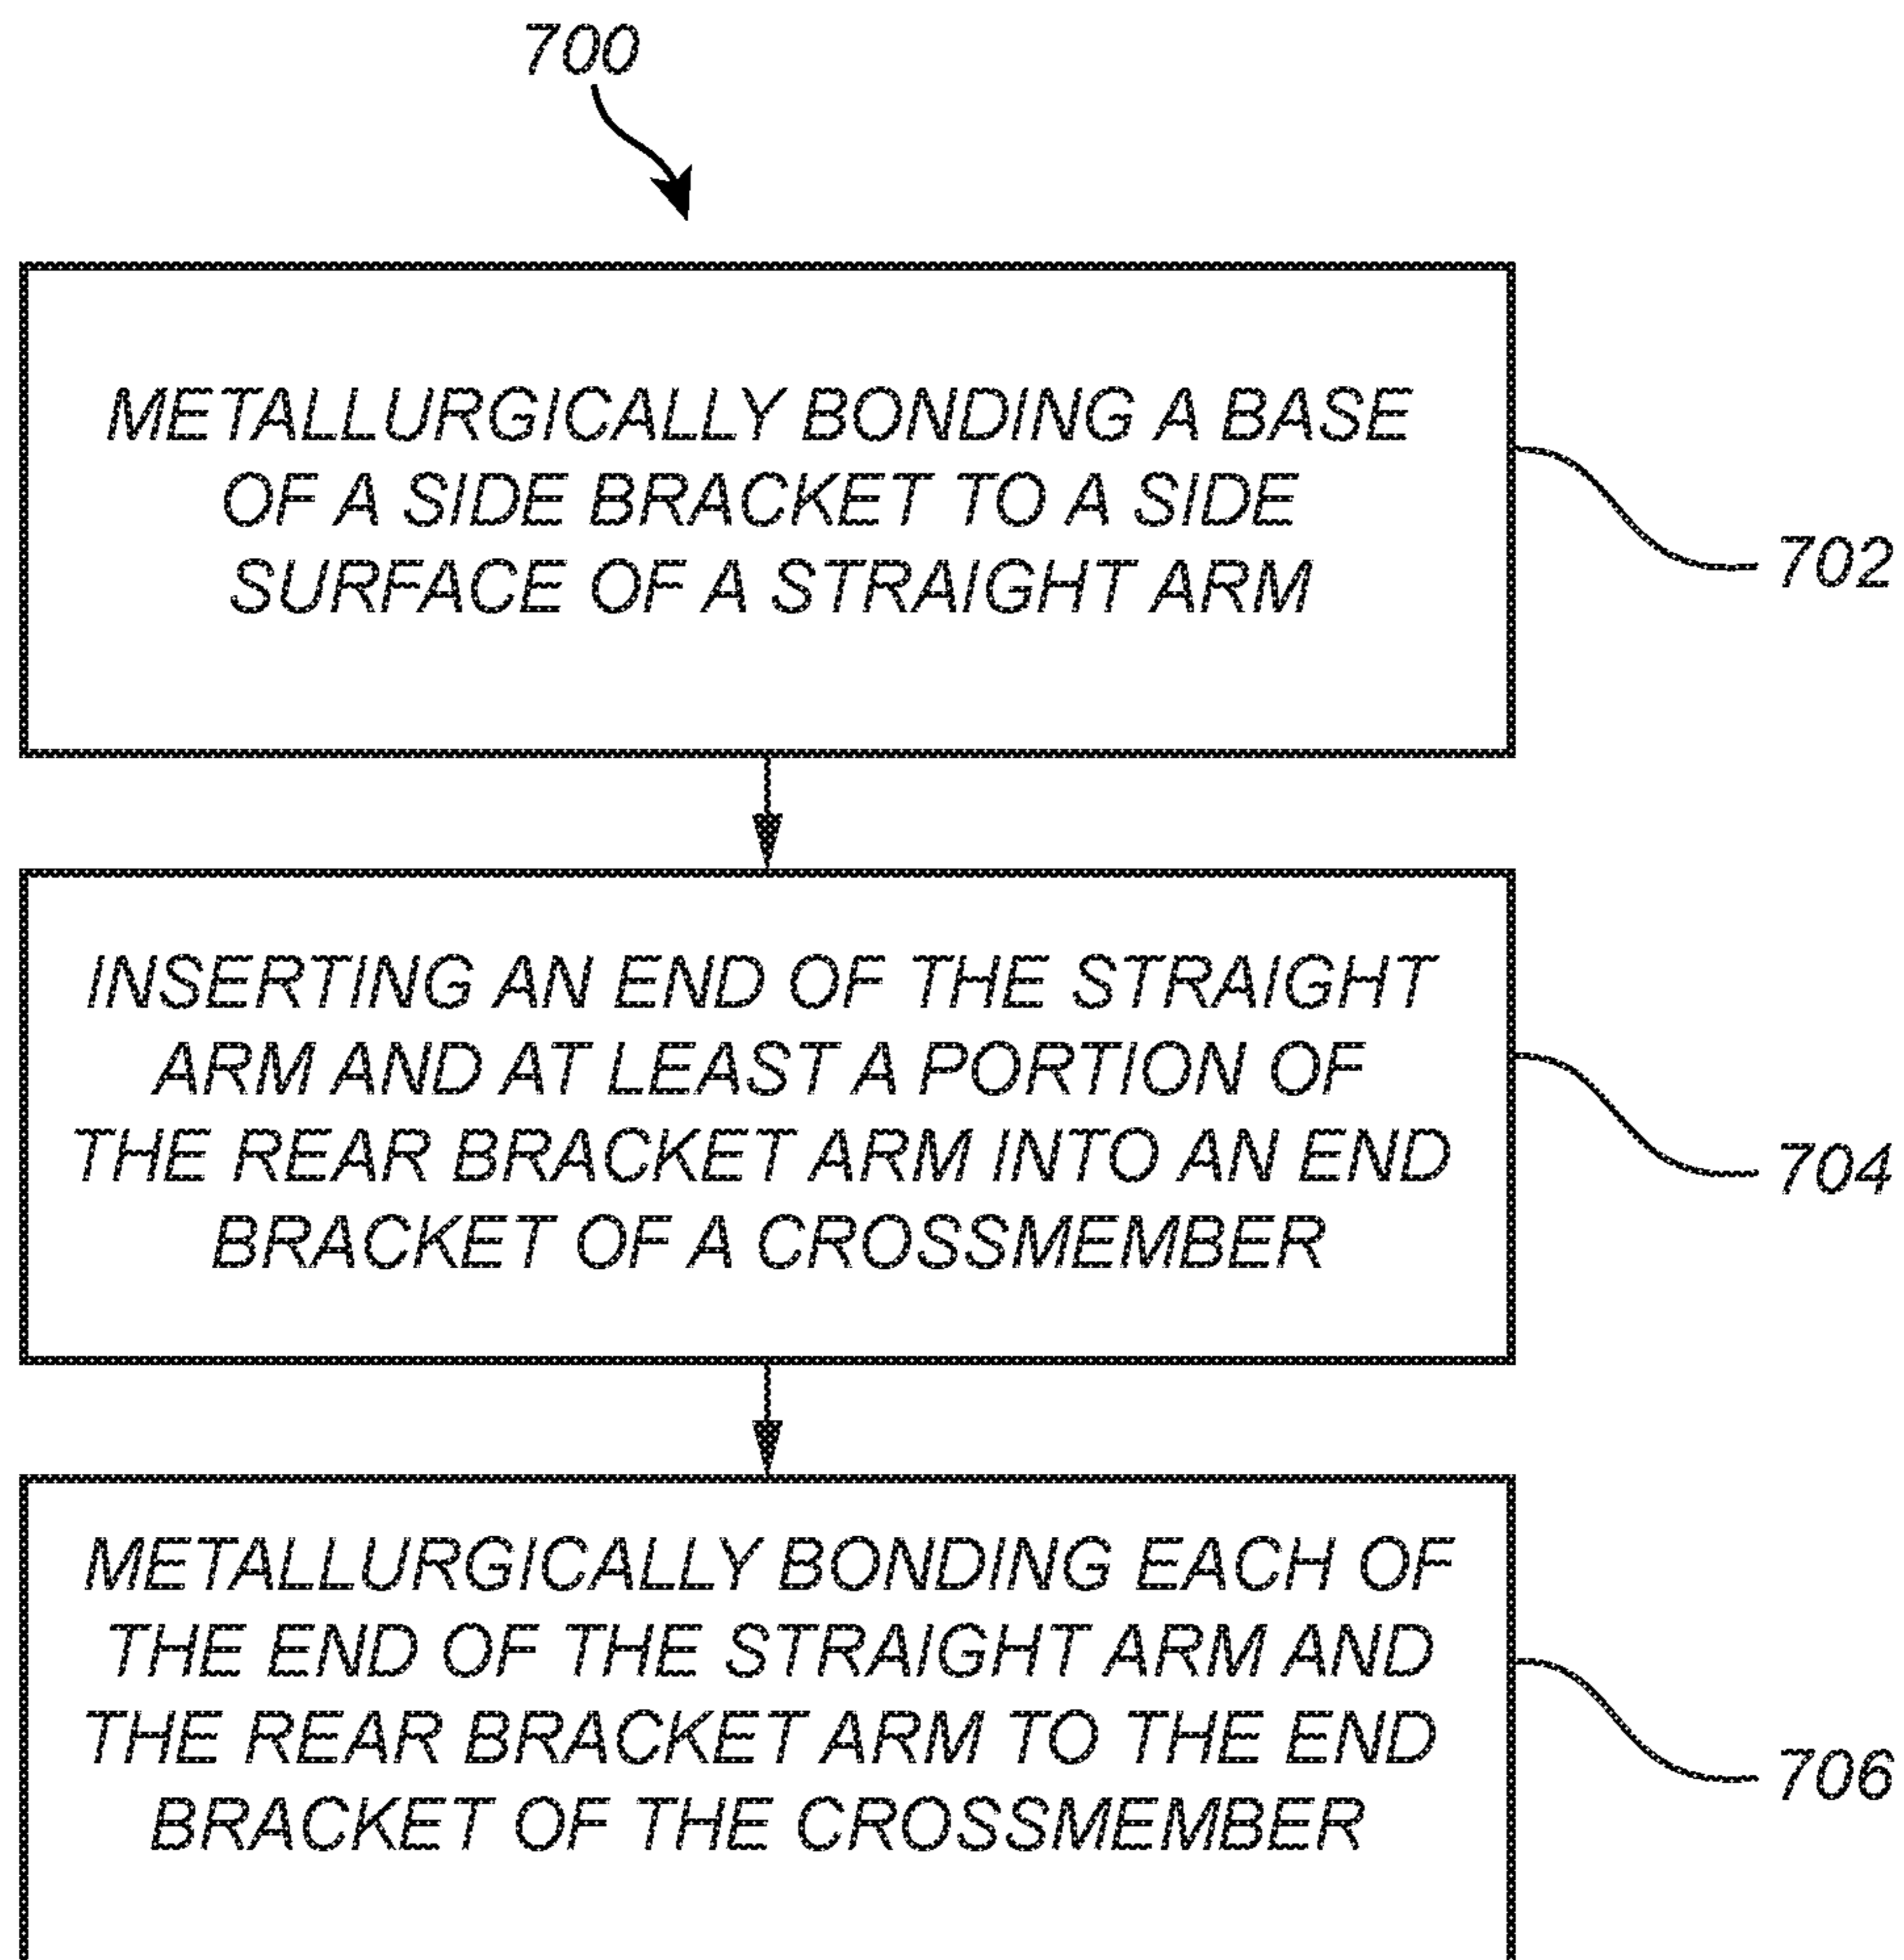 700
METALLURGICALLY BONDING A BASE
OF A SIDE BRACKET TO A SIDE
SURFACE OF A STRAIGHT ARM
702
INSERTING AN END OF THE STRAIGHT
ARM AND AT LEAST A PORTION OF
THE REAR BRACKET ARM INTO AN END
BRACKET OF A CROSSMEMBER
704
METALLURGICALLY BONDING EACH OF
THE END OF THE STRAIGHT ARM AND
THE REAR BRACKET ARM TO THE END
BRACKET OF THE CROSSMEMBER
706